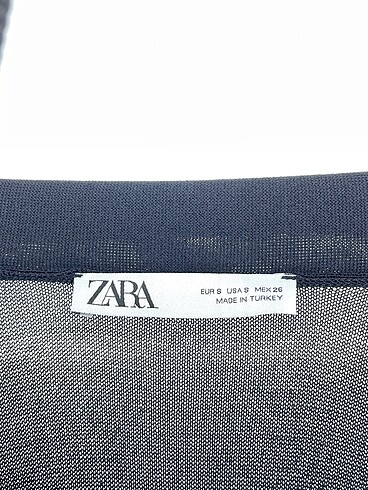 ZARA
EUR S USA S MEX 26
MADE IN TURKEY